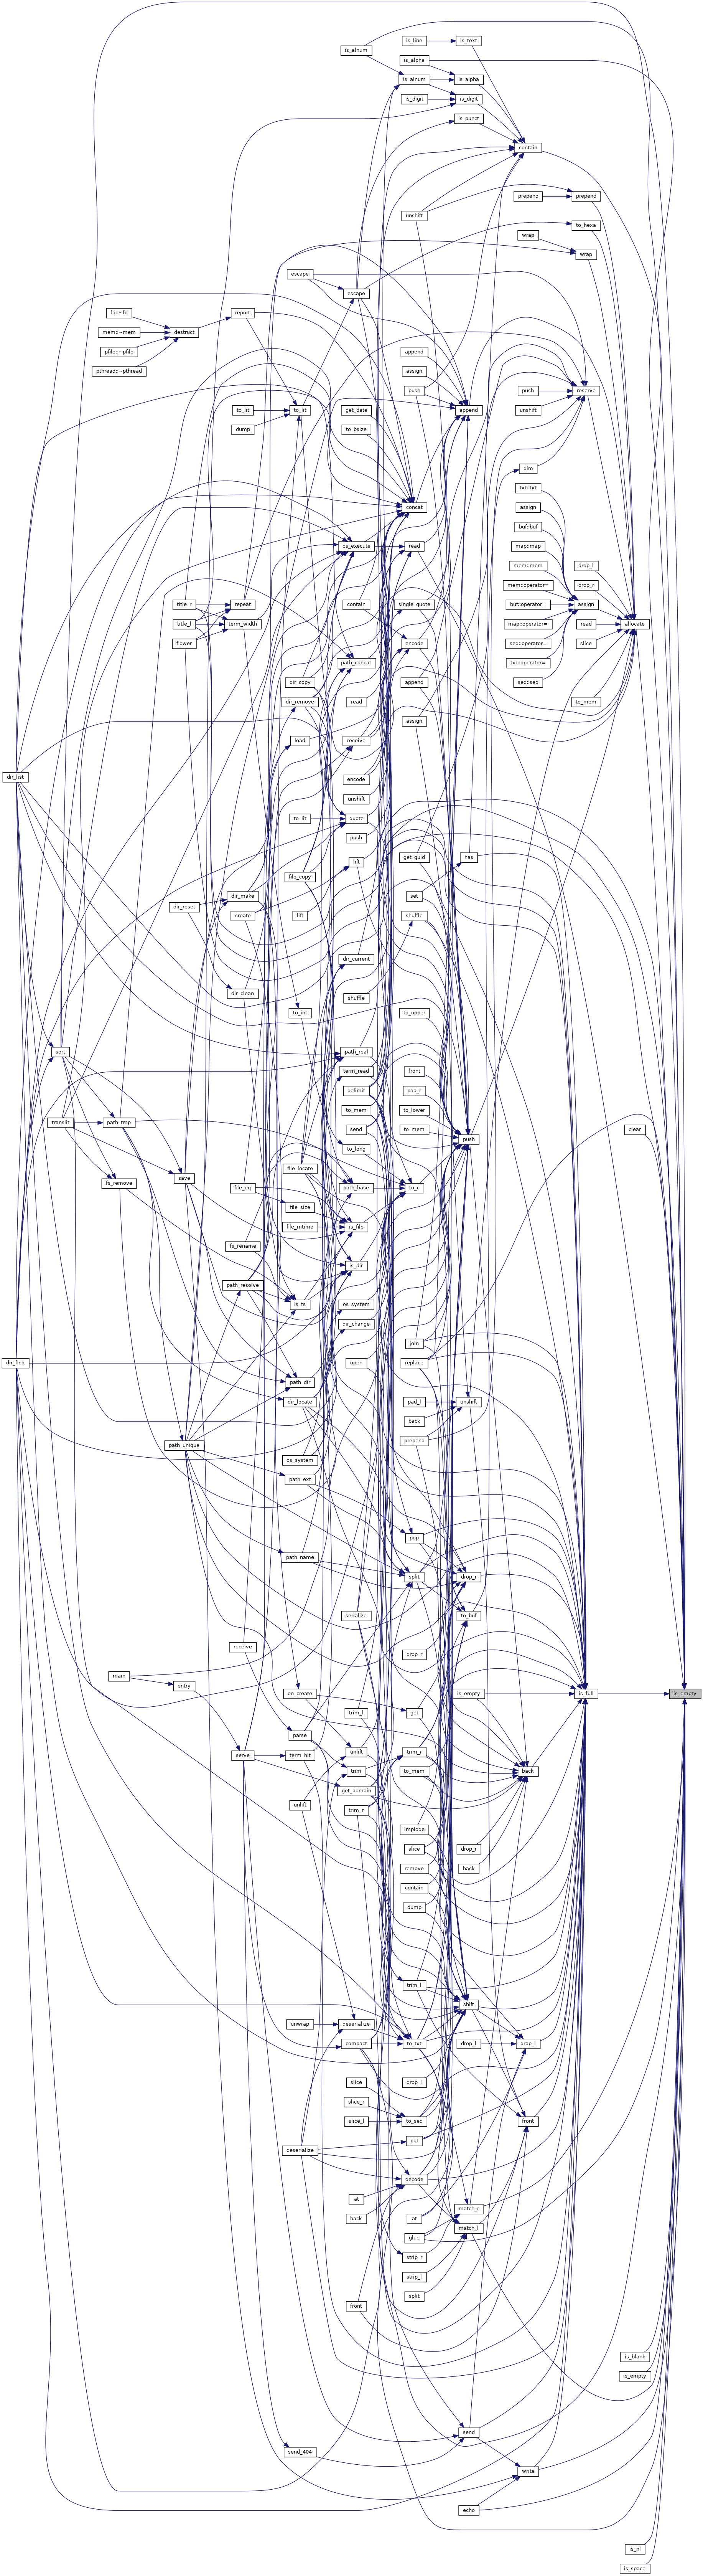 is_line
is_text
is_alnum
is_alpha
is_alnum
is_alpha
is_digit
is_digit
is_punct
contain
prepend
prepend
unshift
to_hexa
wrap
wrap
escape
escape
fd::~fd
report
mem::~mem
destruct
pfile::~pfile
pthread::~pthread
append
assign
push
reserve
push
unshift
append
to_lit
to_lit
get_date
dump
to_bsize
dim
txt::txt
concat
assign
buf::buf
os_execute
read
map::map
mem::mem
drop_l
mem::operator=
drop_r
title_r
repeat
contain
single_quote
buf::operator=
assign
title_l
term_width
map::operator=
read
allocate
flower
encode
seq::operator=
slice
path_concat
txt::operator=
dir_copy
append
seq::seq
dir_remove
read
to_mem
assign
load
receive
dir_list
encode
unshift
to_lit
quote
push
get_guid
has
lift
file_copy
dir_make
set
dir_reset
create
lift
shuffle
dir_current
dir_clean
shuffle
to_int
to_upper
clear
sort
path_real
term_read
front
delimit
pad_r
to_mem
to_lower
translit
path_tmp
send
to_mem
push
to_long
file_locate
save
fs_remove
file_eq
path_base
to_c
file_size
file_mtime
is_file
fs_rename
is_dir
path_resolve
is_fs
os_system
dir_change
join
dir_find
open
replace
path_dir
dir_locate
pad_l
unshift
back
prepend
path_unique
os_system
path_ext
pop
path_name
split
drop_r
serialize
to_buf
receive
drop_r
main
entry
on_create
is_empty
is_full
is_empty
trim_l
get
parse
serve
term_hit
unlift
trim_r
trim
to_mem
back
get_domain
unlift
trim_r
implode
slice
drop_r
remove
back
contain
dump
trim_l
shift
unwrap
deserialize
compact
to_txt
drop_l
drop_l
slice
drop_l
slice_r
slice_l
to_seq
front
put
deserialize
decode
at
back
at
match_r
glue
match_l
strip_r
strip_l
split
front
is_blank
is_empty
send
send_404
write
echo
is_nl
is_space